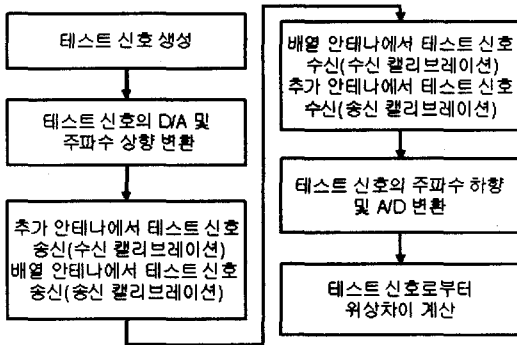 테스트 신호 생성
테스트 신호의 D/A 및
주파수 상향 변환
추가 안테나에서 테스트 신호
송신(수신 캘리브레이션)
배열 안테나에서 테스트 신호
송신(송신 캘리브레이션)
배열 안테나에서 테스트 신호
수신(수신 캘리브레이션)
추가 안테나에서 테스트 신호
수신(송신 캘리브레이션)
테스트 신호의 주파수 하향
및 A/D 변환
테스트 신호로부터
위상차이 계산